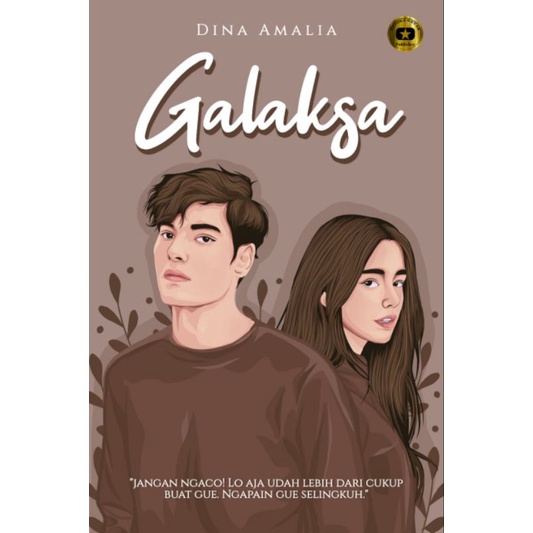 Dina Amalia
Galaksa
"Jangan ngaco! Lo aja udah lebih dari cukup
buat gue. Ngapain gue selingkuh."